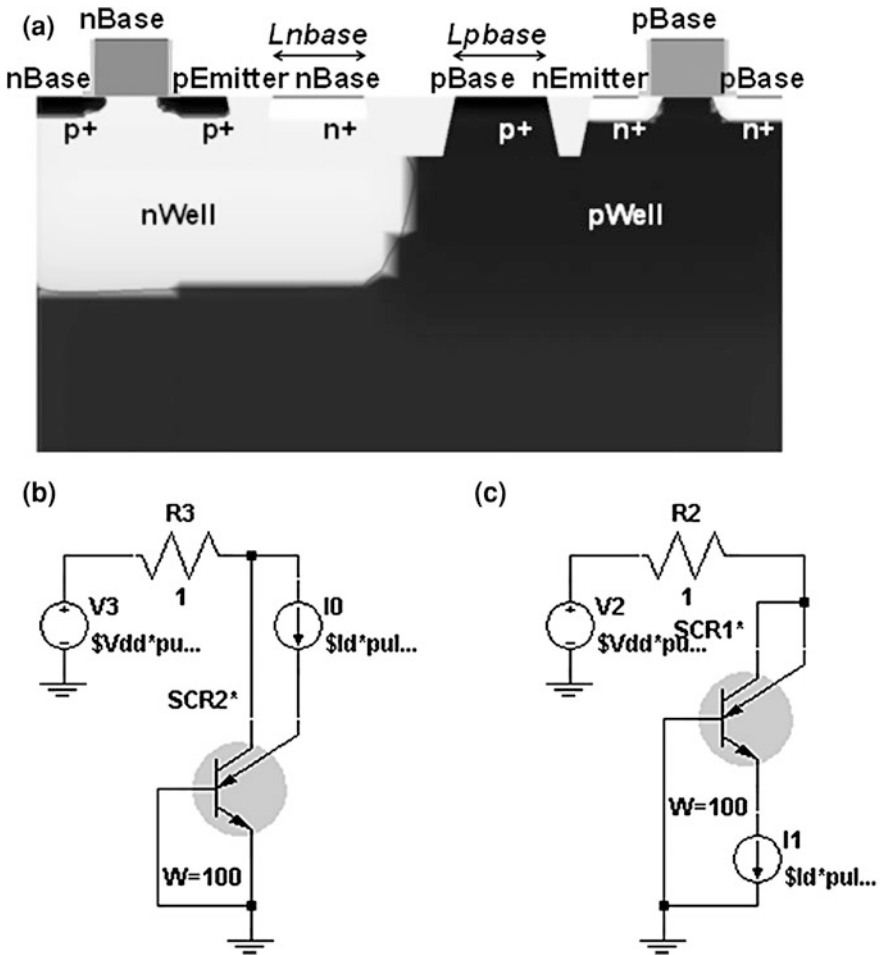 (a)
nBase
Lnbase
Lpbase
pBase
nBase
pEmitter
nBase
pBase
nEmitter
pBase
p+
p+
n+
p+
n+
n+
nWell
pWell
(b)
R3
1
V3
$Vdd*pu...
I0
$Id*pul...
SCR2*
W=100
(c)
R2
1
V2
$Vdd*pu...
SCR1*
W=100
I1
$Id*pul...